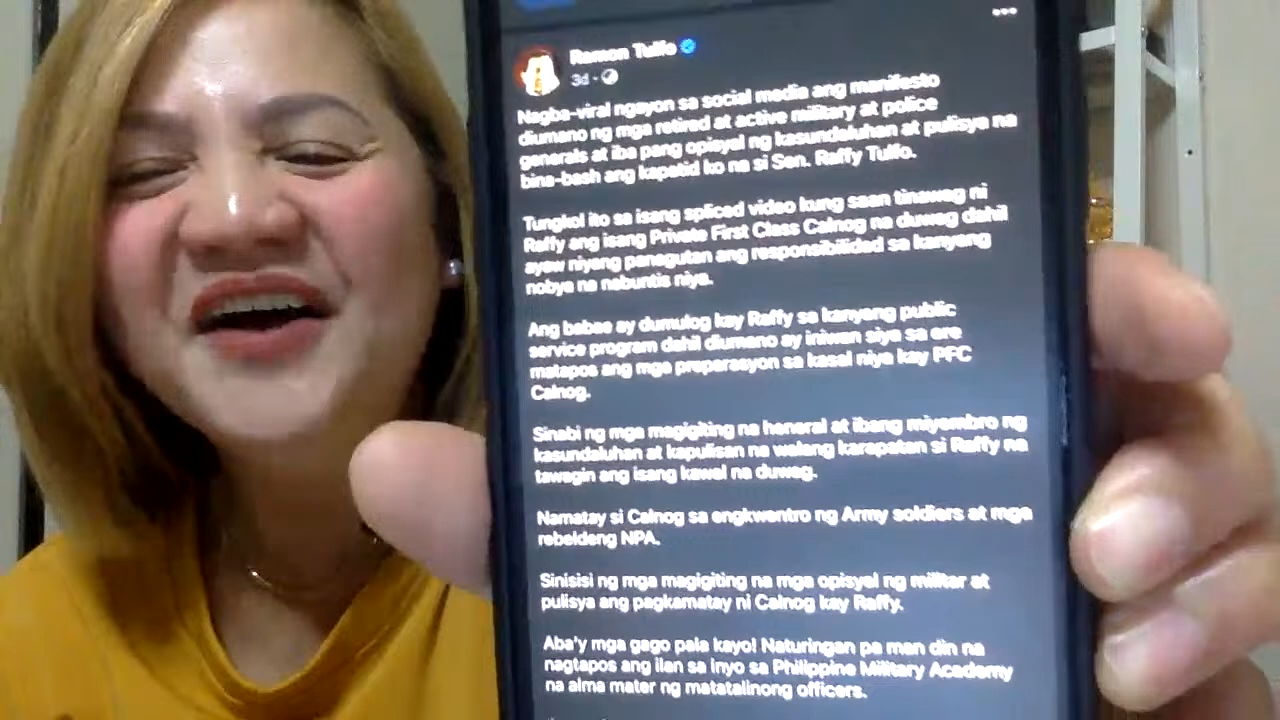 Ramon Tulfo
3d
Nagba-viral ngayon sa social media ang manifesto
diumano ng mga retired at active military at police
generals at iba pang opisyal ng kasundaluhan at pulisya na
bina-bash ang kapatid ko na si Sen. Raffy Tulfo.
Tungkol ito sa isang spliced video kung saan tinawag ni
Raffy ang isang Private First Class Calnog na duwag dahil
ayaw niyang panagutan ang responsibilidad sa kanyang
nobya na nabuntis niya.
Ang babae ay dumulog kay Raffy sa kanyang public
service program dahil diumano ay iniwan siya sa ere
matapos ang mga preparasyon sa kasal niya kay PFC
Calnog.
Sinabi ng mga magigiting na heneral at ibang miyembro ng
kasundaluhan at kapulisan na walang karapatan si Raffy na
tawagin ang isang kawal na duwag.
Namatay si Calnog sa engkwentro ng Army soldiers at mga
rebeldeng NPA.
Sinisisi ng mga magigiting na mga opisyal ng militar at
pulisya ang pagkamatay ni Calnog kay Raffy.
Aba'y mga gago pala kayo! Naturingan pa man din na
nagtapos ang ilan sa inyo sa Philippine Military Academy
na alma mater ng matatalinong officers.